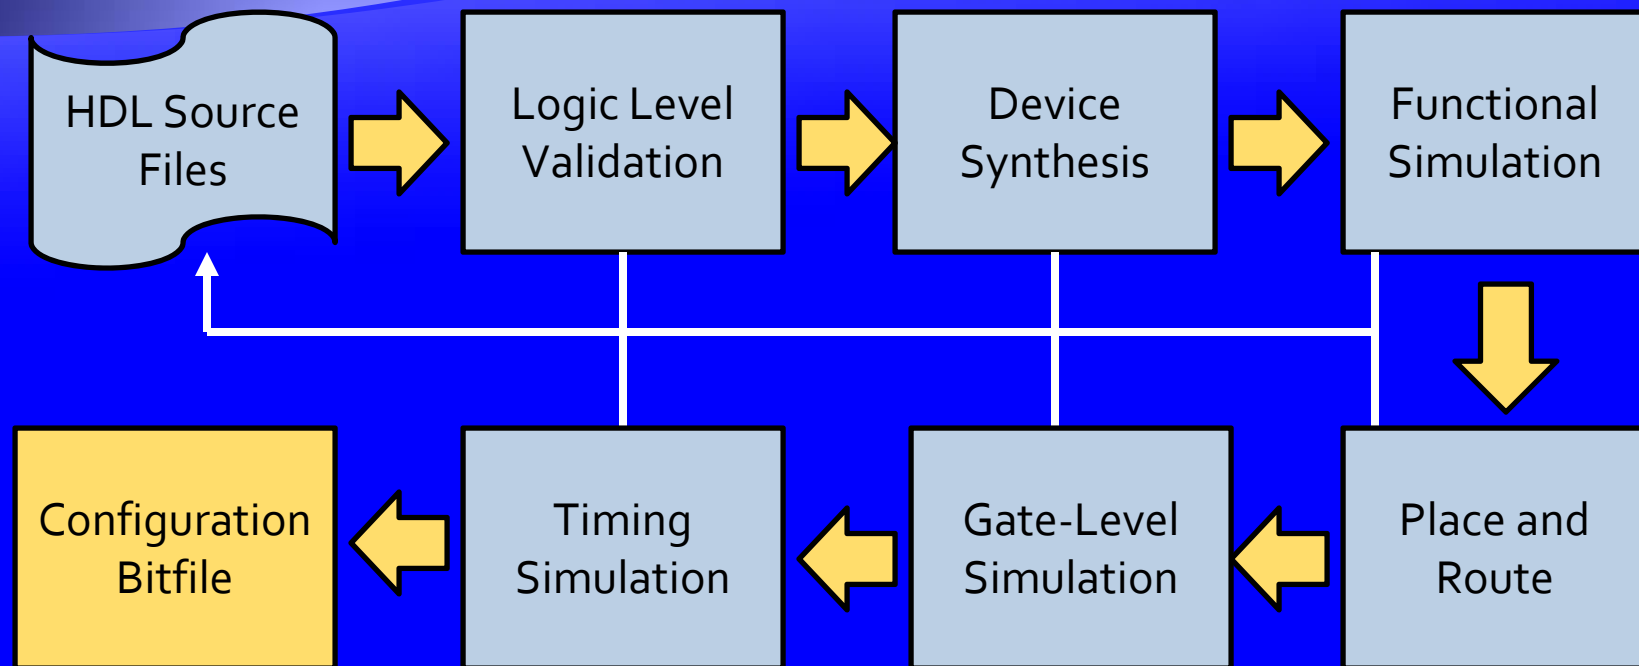 HDL Source
Files
Logic Level
Validation
Device
Synthesis
Functional
Simulation
Configuration
Bitfile
Timing
Simulation
Gate-Level
Simulation
Place and
Route